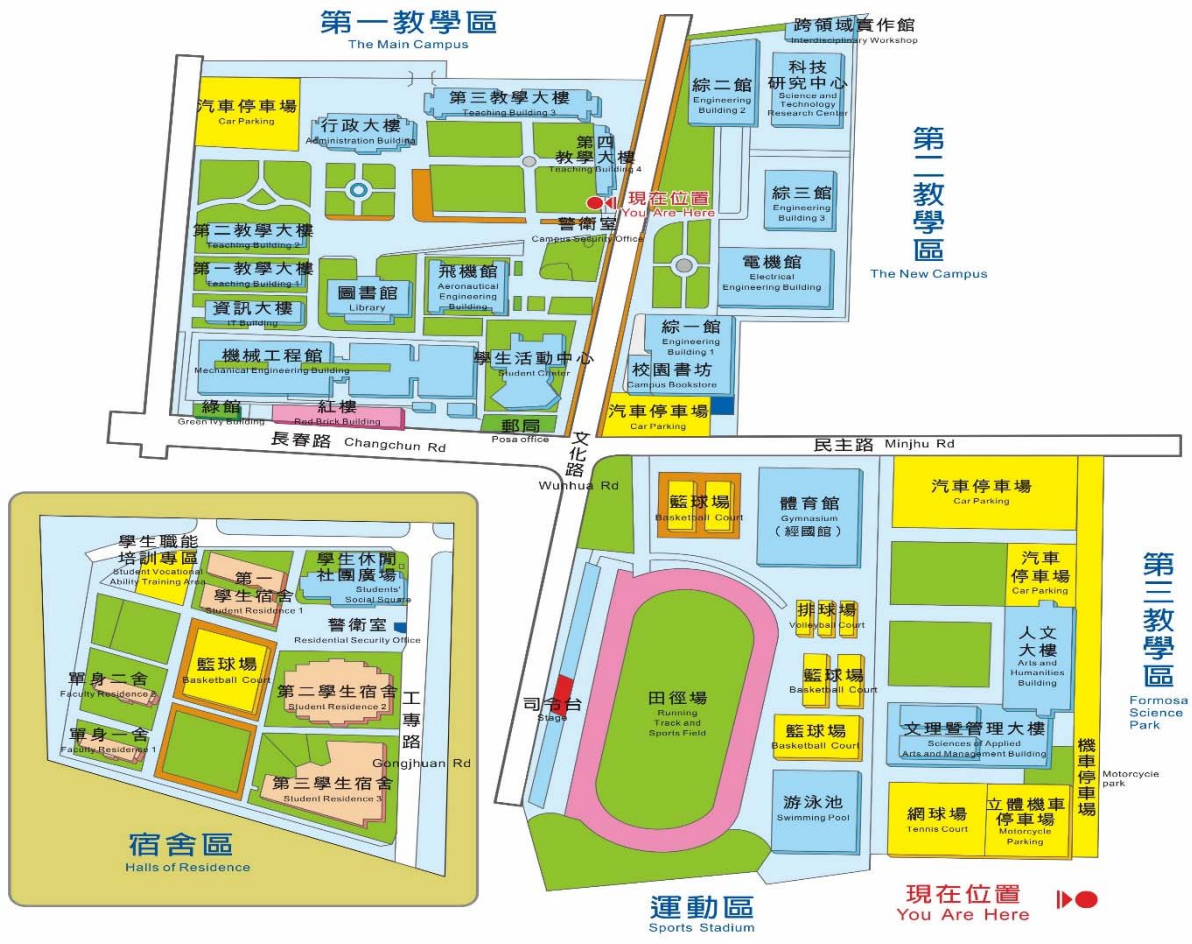 第一教學區
The Main Campus
汽車停車場
Car Parking
行政大樓
Administration Building
第三教學大樓
Teaching Building 3
第四
教學大樓
Teaching Building 4
現在位置
You Are Here
警衛室
Campus Security Office
第二教學大樓
Teaching Building 2
第一教學大樓
Teaching Building 1
資訊大樓
IT Building
圖書館
Library
飛機館
Aeronautical
Engineering
Building
機械工程館
Mechanical Engineering Building
學生活動中心
Student Center
綠館
Green Ivy Building
紅樓
Red Brick Building
郵局
Posa office
長春路 Changchun Rd
文化路
Wunhua Rd
跨領域實作館
Interdisciplinary Workshop
綜二館
Engineering
Building 2
科技
研究中心
Science and
Technology
Research Center
第二教學區
The New Campus
綜三館
Engineering
Building 3
電機館
Electrical
Engineering Building
綜一館
Engineering
Building 1
校園書坊
Campus Bookstore
汽車停車場
Car Parking
民主路 Minjhu Rd
籃球場
Basketball Court
體育館
Gymnasium
(經國館)
汽車停車場
Car Parking
汽車
停車場
Car Parking
排球場
Volleyball Court
籃球場
Basketball Court
籃球場
Basketball Court
游泳池
Swimming Pool
田徑場
Running
Track and
Sports Field
司令台
Stage
人文
大樓
Arts and
Humanities
Building
文理暨管理大樓
Sciences of Applied
Arts and Management Building
網球場
Tennis Court
立體機車
停車場
Motorcycle
Parking
機車停車場
Motorcycle
park
第三教學區
Formosa
Science
Park
學生職能
培訓專區
Student Vocational
Ability Training Area
第一
學生宿舍
Student Residence 1
學生休閒
社團廣場
Students'
Social Square
警衛室
Residential Security Office
籃球場
Basketball Court
單身二舍
Faculty Residence 2
單身一舍
Faculty Residence 1
第二學生宿舍
Student Residence 2
第三學生宿舍
Student Residence 3
工專路
Gongjhuan Rd
宿舍區
Halls of Residence
運動區
Sports Stadium
現在位置
You Are Here